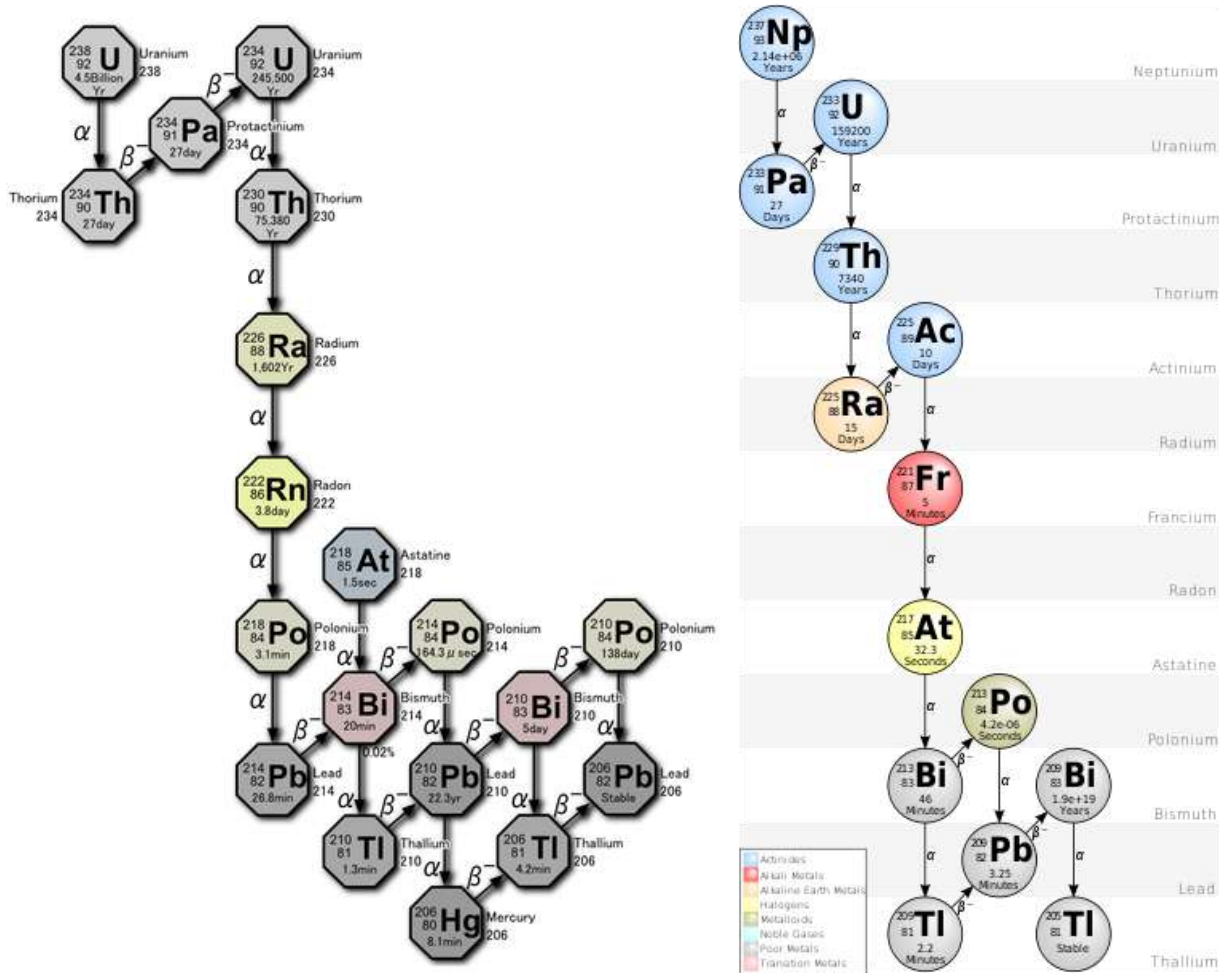 238
92
U
4.5Billion
Yr
Uranium
238
α
234
90
Th
27day
Thorium
234
β⁻
234
91
Pa
27day
Protactinium
234
β⁻
234
92
U
245,500
Yr
Uranium
234
α
230
90
Th
75,380
Yr
Thorium
230
α
226
88
Ra
1,602Yr
Radium
226
α
222
86
Rn
3.8day
Radon
222
α
218
84
Po
3.1min
Polonium
218
α
214
82
Pb
26.8min
Lead
214
β⁻
218
85
At
1.5sec
Astatine
218
α
214
83
Bi
20min
Bismuth
214
0.02%
β⁻
α
214
84
Po
164.3 μ sec
Polonium
214
α
210
81
Tl
1.3min
Thallium
210
β⁻
210
82
Pb
22.3yr
Lead
210
β⁻
α
210
83
Bi
5day
Bismuth
210
β⁻
α
210
84
Po
138day
Polonium
210
α
206
80
Hg
8.1min
Mercury
206
β⁻
206
81
Tl
4.2min
Thallium
206
β⁻
206
82
Pb
Stable
Lead
206
237
93
Np
2.14e+06
Years
Neptunium
α
233
92
U
159200
Years
Uranium
β⁻
233
91
Pa
27
Days
α
Protactinium
229
90
Th
7340
Years
Thorium
α
225
89
Ac
10
Days
Actinium
β⁻
225
88
Ra
15
Days
α
Radium
221
87
Fr
5
Minutes
Francium
α
Radon
217
85
At
32.3
Seconds
Astatine
α
213
84
Po
4.2e-06
Seconds
Polonium
β⁻
213
83
Bi
46
Minutes
α
209
83
Bi
1.9e+19
Years
Bismuth
β⁻
α
209
82
Pb
3.25
Minutes
α
Lead
β⁻
209
81
Tl
2.2
Minutes
205
81
Tl
Stable
Thallium
Actinides
Alkali Metals
Alkaline Earth Metals
Halogens
Metalloids
Noble Gases
Poor Metals
Transition Metals